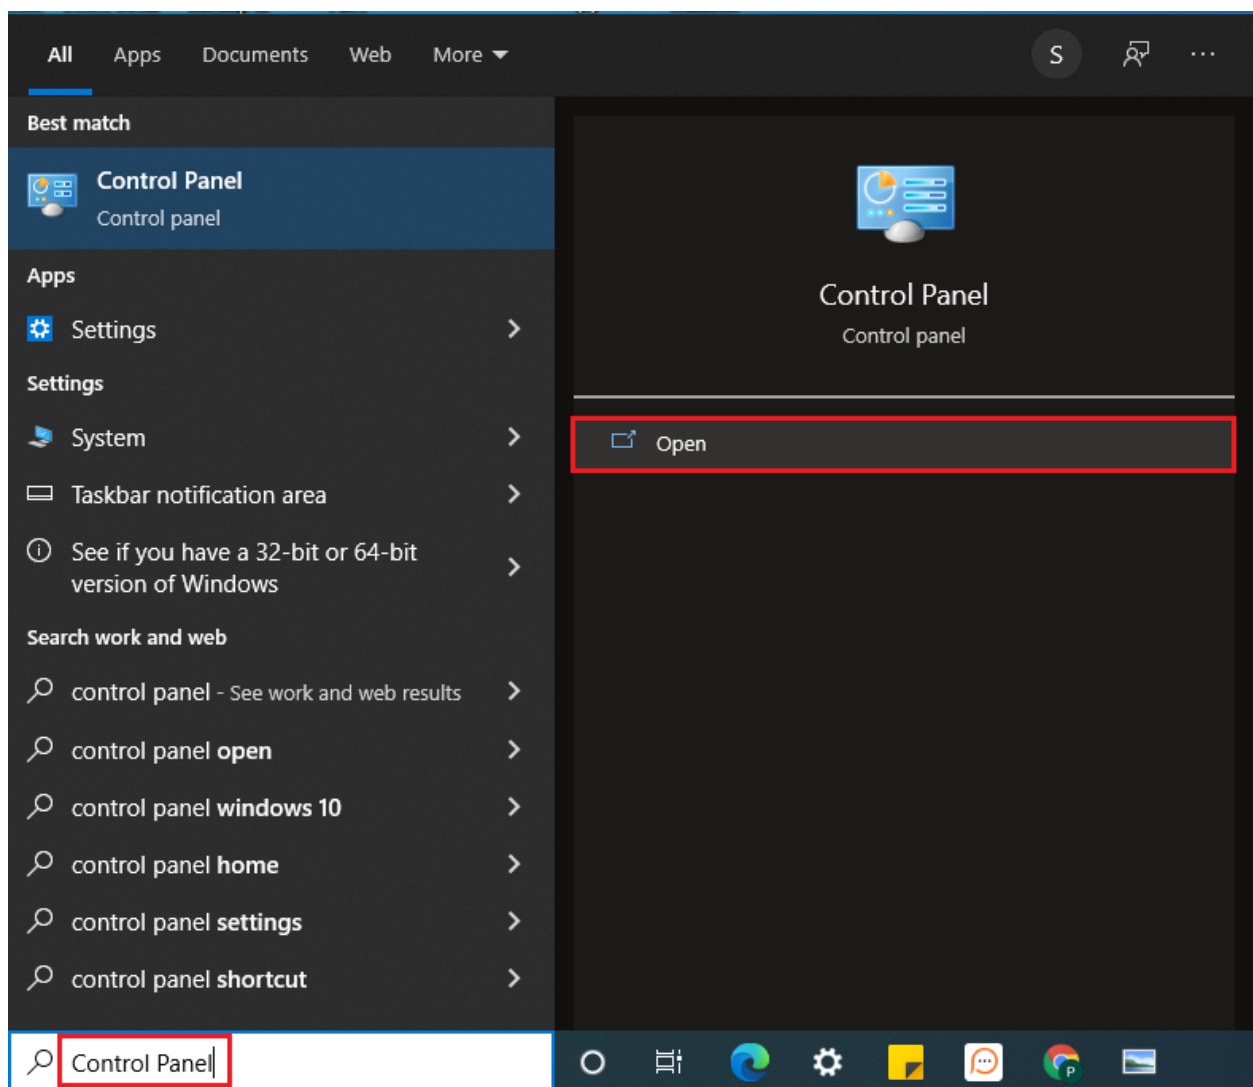 All Apps Documents Web More S ...
Best match
Control Panel
Control panel
Apps
Settings
Settings
System
Taskbar notification area
See if you have a 32-bit or 64-bit
version of Windows
Search work and web
control panel - See work and web results
control panel open
control panel windows 10
control panel home
control panel settings
control panel shortcut
Control Panel
Control Panel
Control panel
Open
P